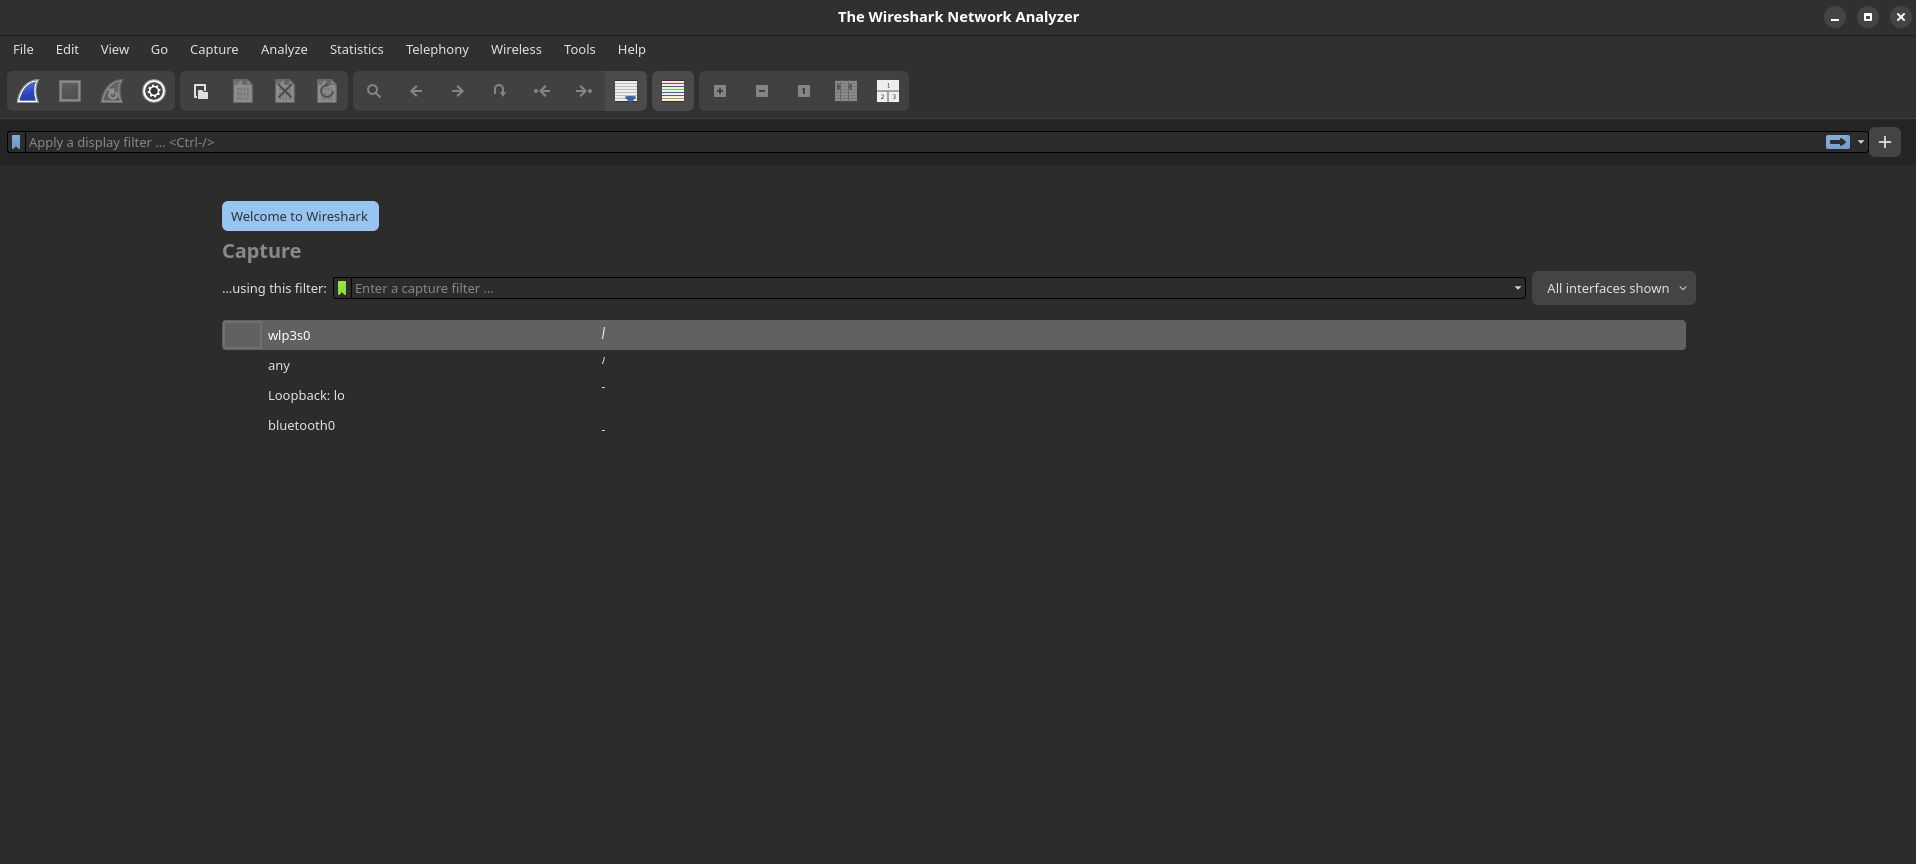 The Wireshark Network Analyzer
File Edit View Go Capture Analyze Statistics Telephony Wireless Tools Help
Apply a display filter ... <Ctrl-/>
Welcome to Wireshark
Capture
...using this filter: Enter a capture filter ... All interfaces shown
wlp3s0
any
Loopback: lo
bluetooth0